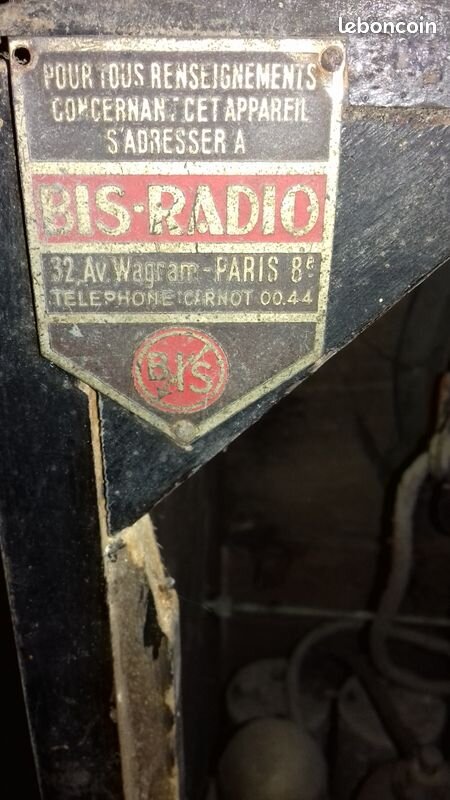 leboncoin
POUR TOUS RENSEIGNEMENTS
CONCERNANT CET APPAREIL
S'ADRESSER A
BIS-RADIO
32, Av. Wagram - PARIS 8e
TELEPHONE : CARNOT 00.44
BIS